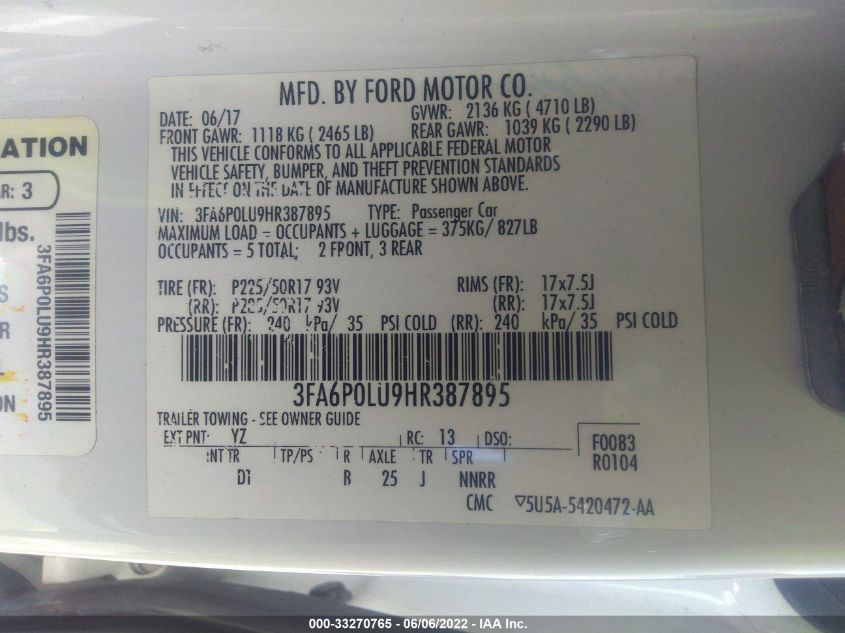 MFD. BY FORD MOTOR CO.
DATE: 06/17 GVWR: 2136 KG ( 4710 LB)
FRONT GAWR: 1118 KG ( 2465 LB) REAR GAWR: 1039 KG ( 2290 LB)
THIS VEHICLE CONFORMS TO ALL APPLICABLE FEDERAL MOTOR
VEHICLE SAFETY, BUMPER, AND THEFT PREVENTION STANDARDS
IN EFFECT ON THE DATE OF MANUFACTURE SHOWN ABOVE.
VIN: 3FA6P0LU9HR387895 TYPE: Passenger Car
MAXIMUM LOAD = OCCUPANTS + LUGGAGE = 375KG/ 827LB
OCCUPANTS = 5 TOTAL; 2 FRONT, 3 REAR
TIRE (FR): P225/50R17 93V RIMS (FR): 17x7.5J
(RR): P225/50R17 93V (RR): 17x7.5J
PRESSURE (FR): 240 kPa/ 35 PSI COLD (RR): 240 kPa/ 35 PSI COLD
3FA6P0LU9HR387895
TRAILER TOWING - SEE OWNER GUIDE
EXT PNT: YZ RC: 13 DSO: F0083
INT TR TP/PS R AXLE TR SPR R0104
D1 B 25 J NNRR
CMC ▽5U5A-5420472-AA
ATION
GR: 3
lbs.
S
R
ON
3FA6P0LU9HR387895
000-33270765 - 06/06/2022 - IAA Inc.